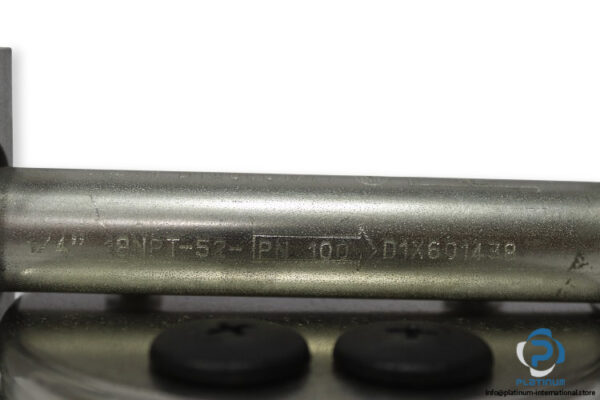 1/4" 18NPT-52- PN 100 D1X601438
PLATINUM
info@platinum-international.store